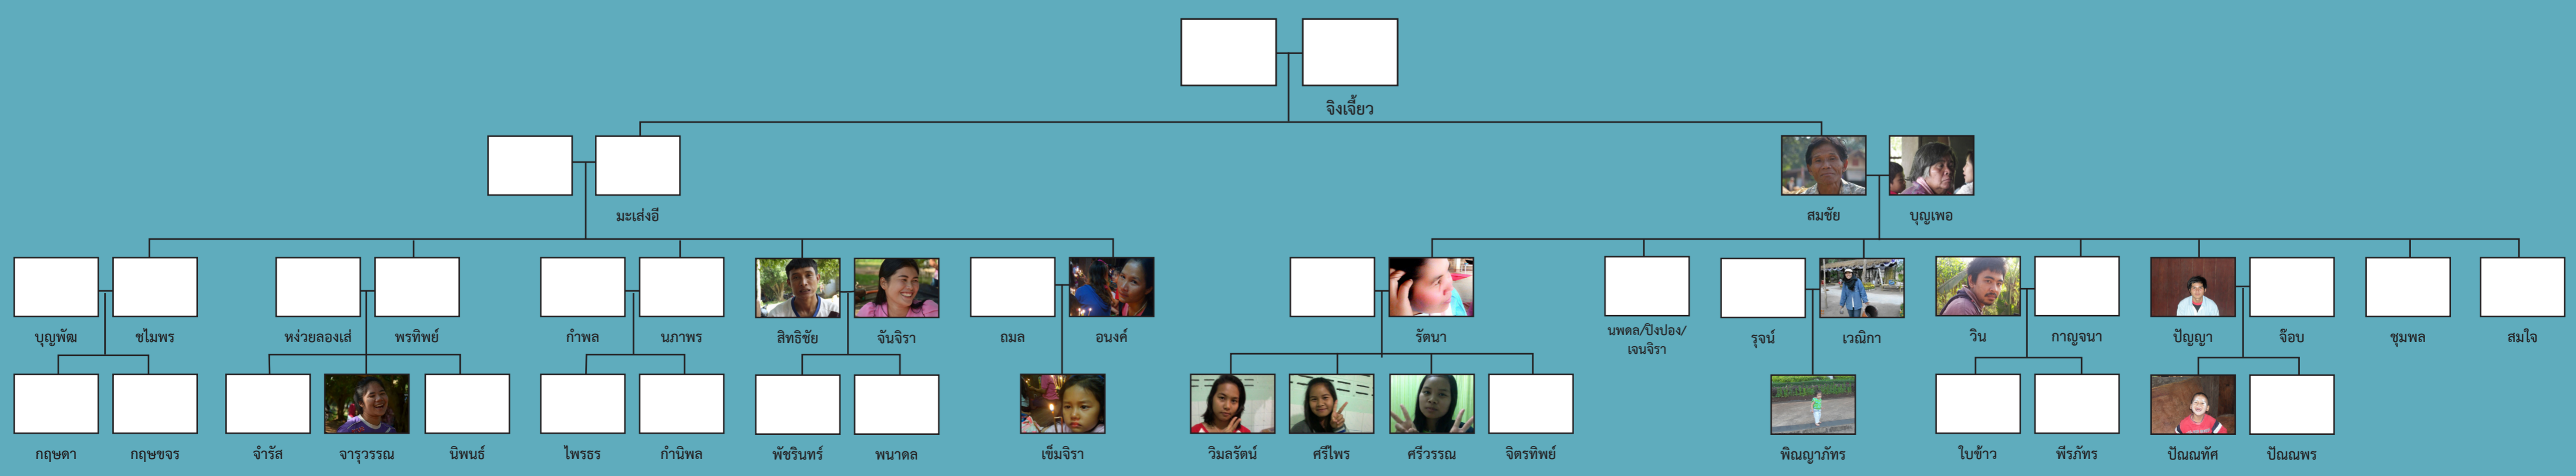 จิงเจี้ยว
มะเส่งอี
สมชัย บุญเพอ
บุญพัฒ ชไมพร หง่วยลองเส่ พรทิพย์ กำพล นภาพร สิทธิชัย จันจิรา ถมล อนงค์ รัตนา นพดล/ปิงปอง/
เจนจิรา รุจน์ เวณิกา วิน กาญจนา ปัญญา จ๊อบ ชุมพล สมใจ
กฤษดา กฤษขจร จำรัส จารุวรรณ นิพนธ์ ไพรธร กำนิพล พัชรินทร์ พนาดล เข็มจิรา วิมลรัตน์ ศรีไพร ศรีวรรณ จิตรทิพย์ พิณญาภัทร ใบข้าว พีรภัทร ปัณณทัศ ปัณณพร